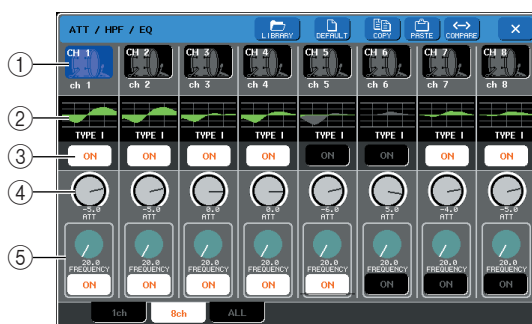 ATT / HPF / EQ LIBRARY DEFAULT COPY PASTE COMPARE ×
① CH 1 CH 2 CH 3 CH 4 CH 5 CH 6 CH 7 CH 8
ch 1 ch 2 ch 3 ch 4 ch 5 ch 6 ch 7 ch 8
②
TYPE I TYPE I TYPE I TYPE I TYPE I TYPE I TYPE I TYPE I
③ ON ON ON ON ON ON ON ON
④
-5.0 -5.0 0.0 0.0 -6.0 5.0 -4.0 -5.0
ATT ATT ATT ATT ATT ATT ATT ATT
⑤
20.0 20.0 20.0 20.0 20.0 20.0 20.0 20.0
FREQUENCY FREQUENCY FREQUENCY FREQUENCY FREQUENCY FREQUENCY FREQUENCY FREQUENCY
ON ON ON ON ON ON ON ON
1ch 8ch ALL